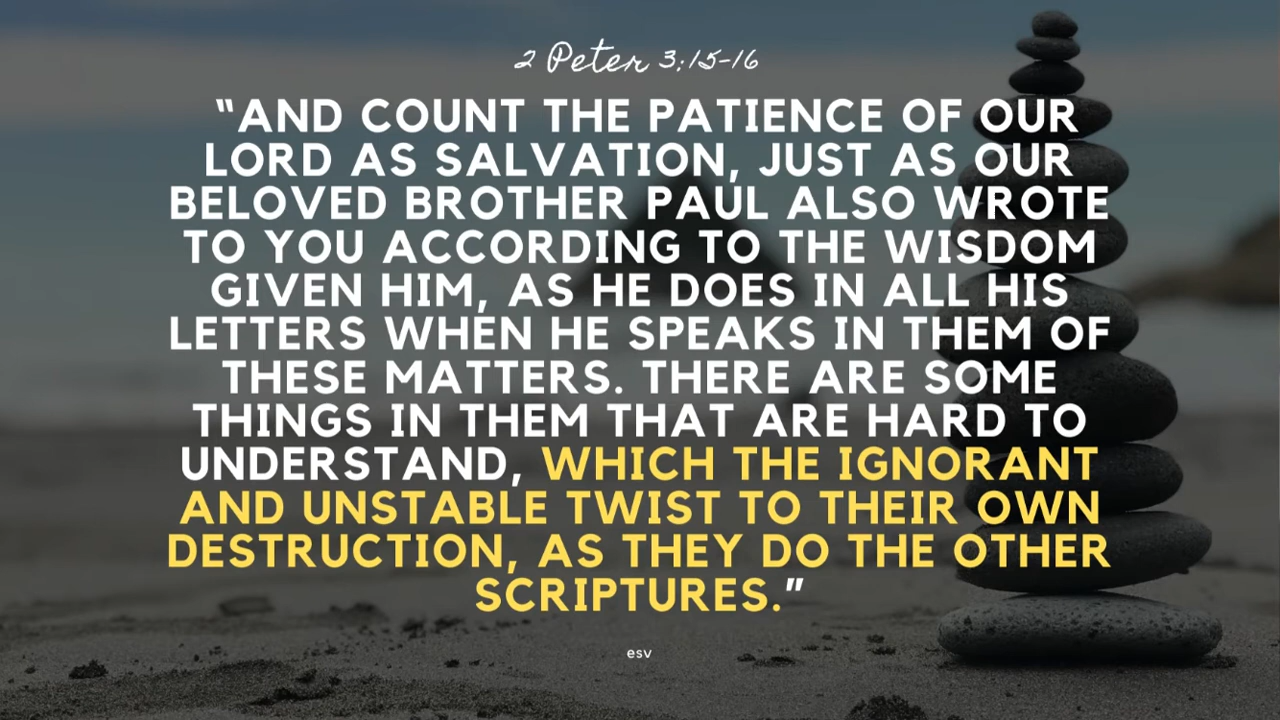 2 Peter 3:15-16
“AND COUNT THE PATIENCE OF OUR
LORD AS SALVATION, JUST AS OUR
BELOVED BROTHER PAUL ALSO WROTE
TO YOU ACCORDING TO THE WISDOM
GIVEN HIM, AS HE DOES IN ALL HIS
LETTERS WHEN HE SPEAKS IN THEM OF
THESE MATTERS. THERE ARE SOME
THINGS IN THEM THAT ARE HARD TO
UNDERSTAND, WHICH THE IGNORANT
AND UNSTABLE TWIST TO THEIR OWN
DESTRUCTION, AS THEY DO THE OTHER
SCRIPTURES.”
esv